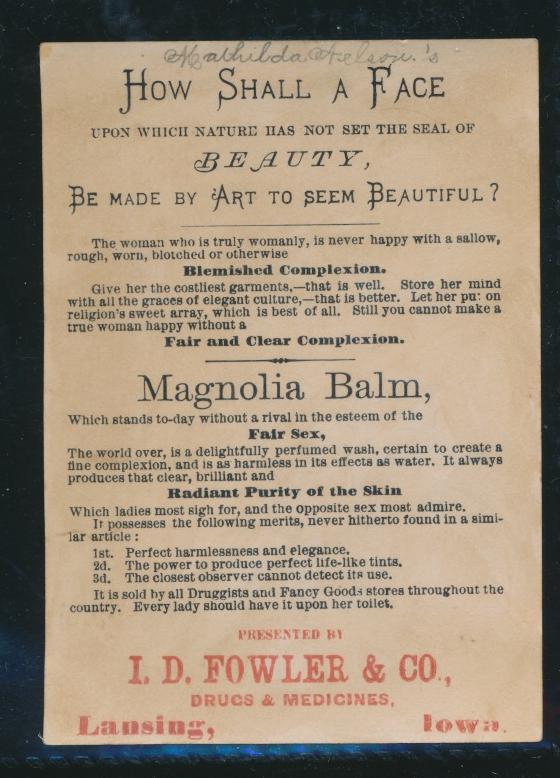 Mathilda Nelson.'s
HOW SHALL A FACE
UPON WHICH NATURE HAS NOT SET THE SEAL OF
BEAUTY,
BE MADE BY ART TO SEEM BEAUTIFUL?
The woman who is truly womanly, is never happy with a sallow,
rough, worn, blotched or otherwise
Blemished Complexion.
Give her the costliest garments,—that is well. Store her mind
with all the graces of elegant culture,—that is better. Let her put on
religion's sweet array, which is best of all. Still you cannot make a
true woman happy without a
Fair and Clear Complexion.
Magnolia Balm,
Which stands to-day without a rival in the esteem of the
Fair Sex,
The world over, is a delightfully perfumed wash, certain to create a
fine complexion, and is as harmless in its effects as water. It always
produces that clear, brilliant and
Radiant Purity of the Skin
Which ladies most sigh for, and the opposite sex most admire.
It possesses the following merits, never hitherto found in a simi-
lar article:
1st. Perfect harmlessness and elegance.
2d. The power to produce perfect life-like tints.
3d. The closest observer cannot detect its use.
It is sold by all Druggists and Fancy Goods stores throughout the
country. Every lady should have it upon her toilet.
PRESENTED BY
I. D. FOWLER & CO.,
DRUGS & MEDICINES,
Lansing, Iowa.